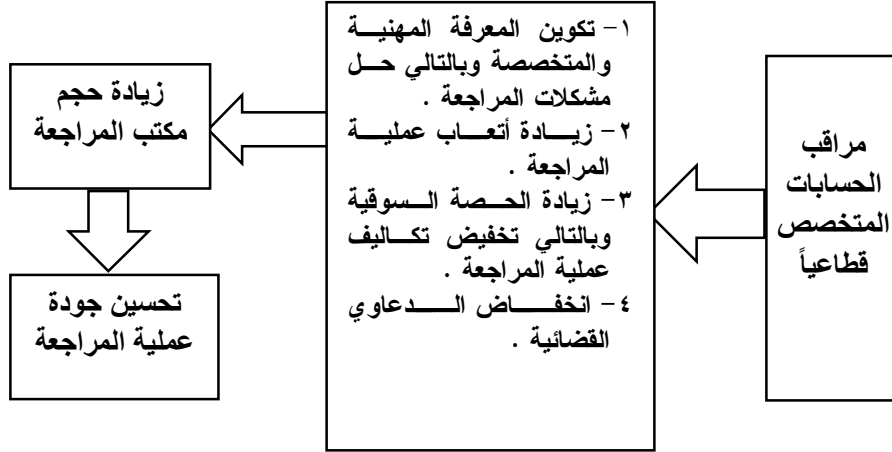 مراقب
الحسابات
المتخصص
قطاعياً
١- تكوين المعرفة المهنية
والمتخصصة وبالتالي حل
مشكلات المراجعة .
٢- زيادة أتعاب عملية
المراجعة .
٣- زيادة الحصة السوقية
وبالتالي تخفيض تكاليف
عملية المراجعة .
٤- انخفاض الدعاوي
القضائية .
زيادة حجم
مكتب المراجعة
تحسين جودة
عملية المراجعة